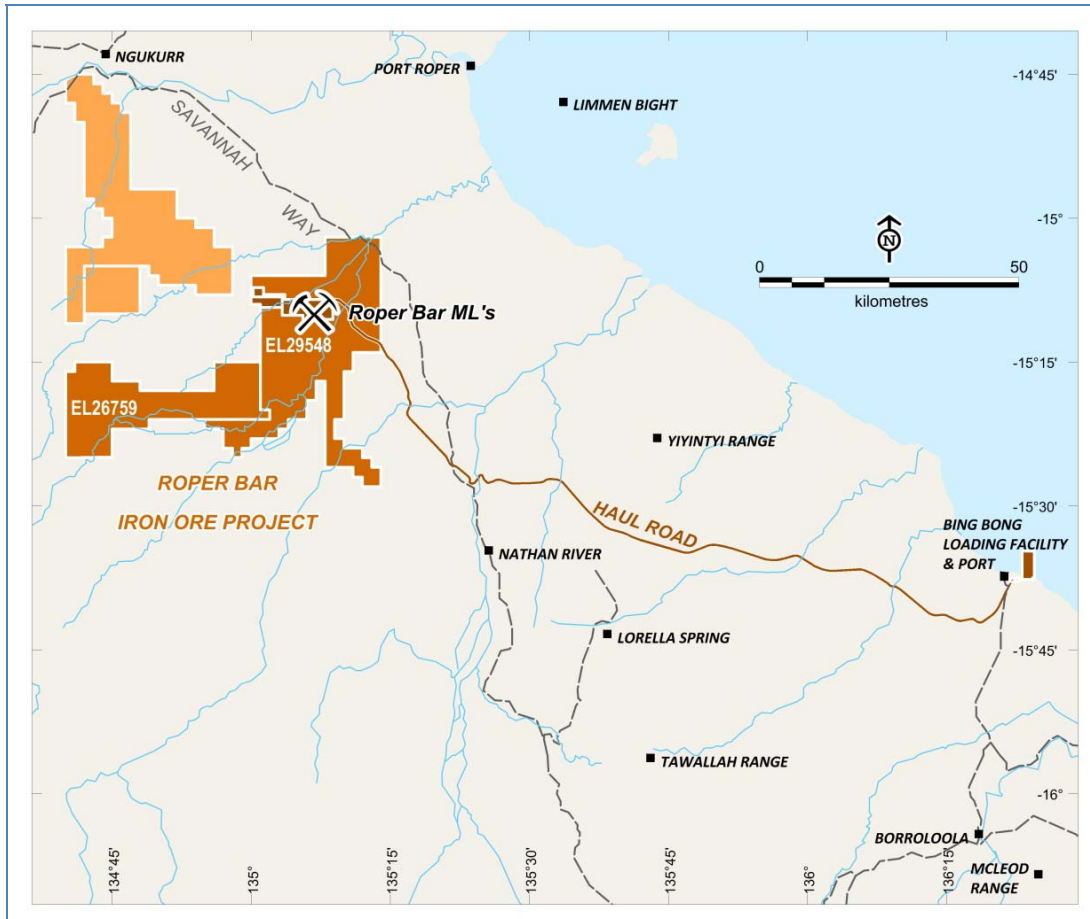 NGUKURR
PORT ROPER
-14°45'
LIMMEN BIGHT
SAVANNAH
WAY
-15°
N
0 50
kilometres
Roper Bar ML's
EL29548
-15°15'
EL26759
YIYINTYI RANGE
ROPER BAR
IRON ORE PROJECT
-15°30'
HAUL ROAD
BING BONG
LOADING FACILITY
& PORT
NATHAN RIVER
LORELLA SPRING
-15°45'
TAWALLAH RANGE
-16°
BORROLOOLA
MCLEOD
RANGE
134°45'
135°
135°15'
135°30'
135°45'
136°
136°15'